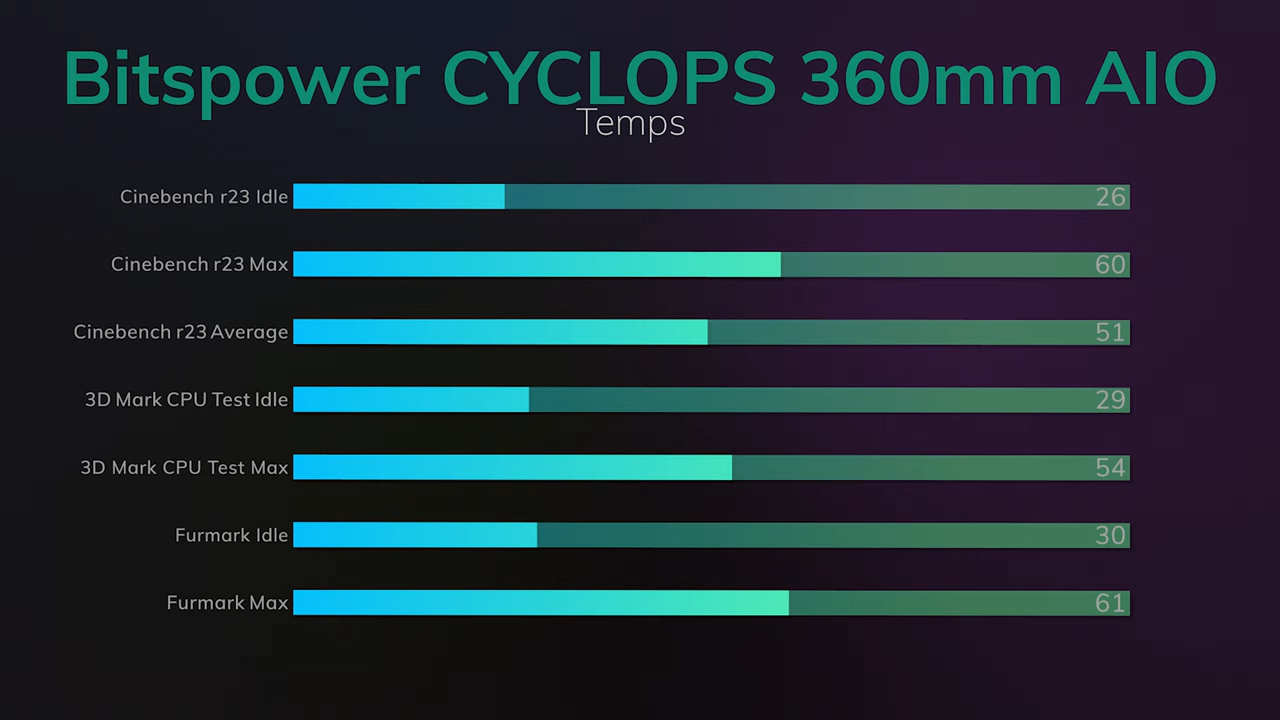 Bitspower CYCLOPS 360mm AIO
Temps
Cinebench r23 Idle 26
Cinebench r23 Max 60
Cinebench r23 Average 51
3D Mark CPU Test Idle 29
3D Mark CPU Test Max 54
Furmark Idle 30
Furmark Max 61